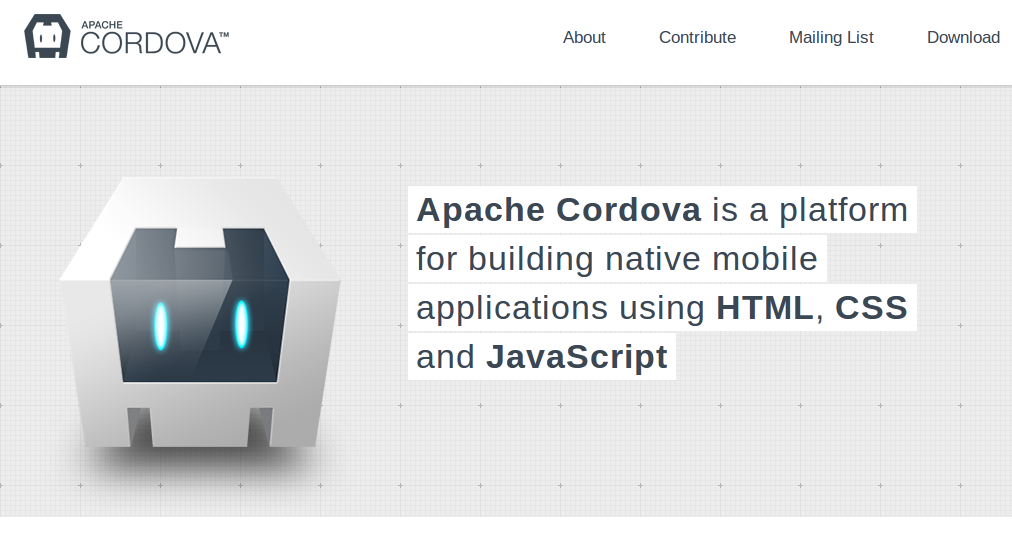 APACHE
CORDOVA™
About Contribute Mailing List Download
Apache Cordova is a platform
for building native mobile
applications using HTML, CSS
and JavaScript